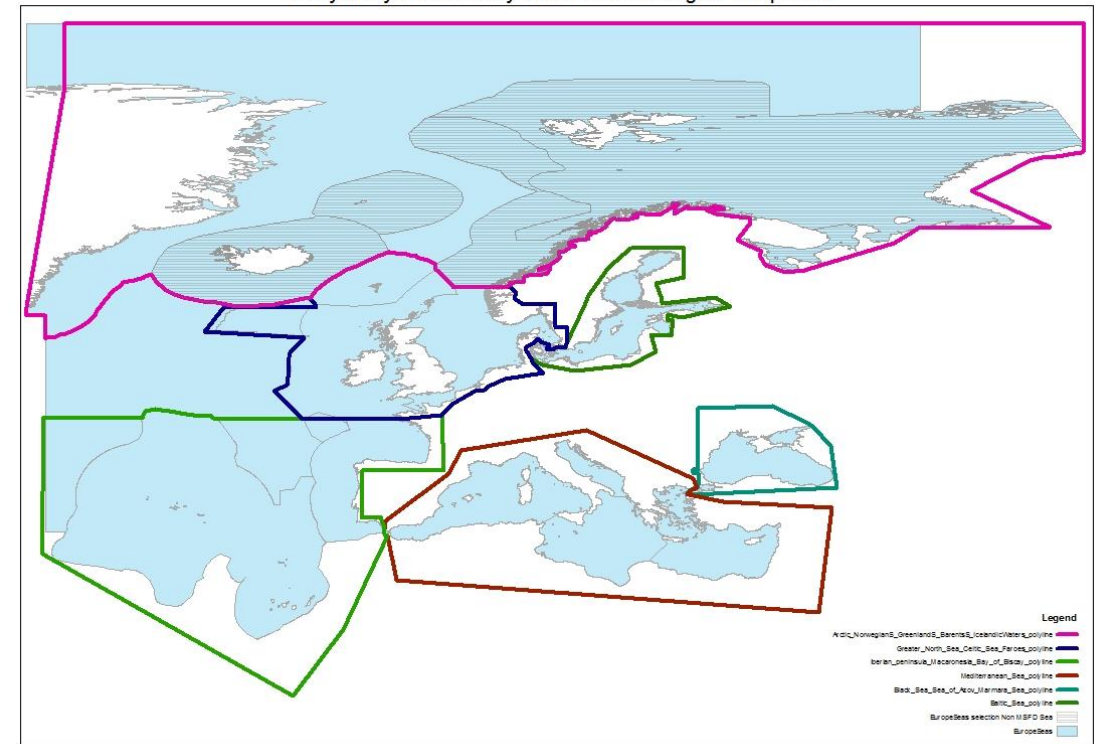 Legend
Arctic_NorwegianS_GreenlandS_BarentsS_IcelandicWaters_polyline
Greater_North_Sea_Celtic_Sea_Faroes_polyline
Iberian_peninsula_Macaronesia_Bay_of_Biscay_polyline
Mediterranean_Sea_polyline
Black_Sea_Sea_of_Azov_Marmara_Sea_polyline
Baltic_Sea_polyline
EuropeSeas selection Non MSFD Sea
EuropeSeas